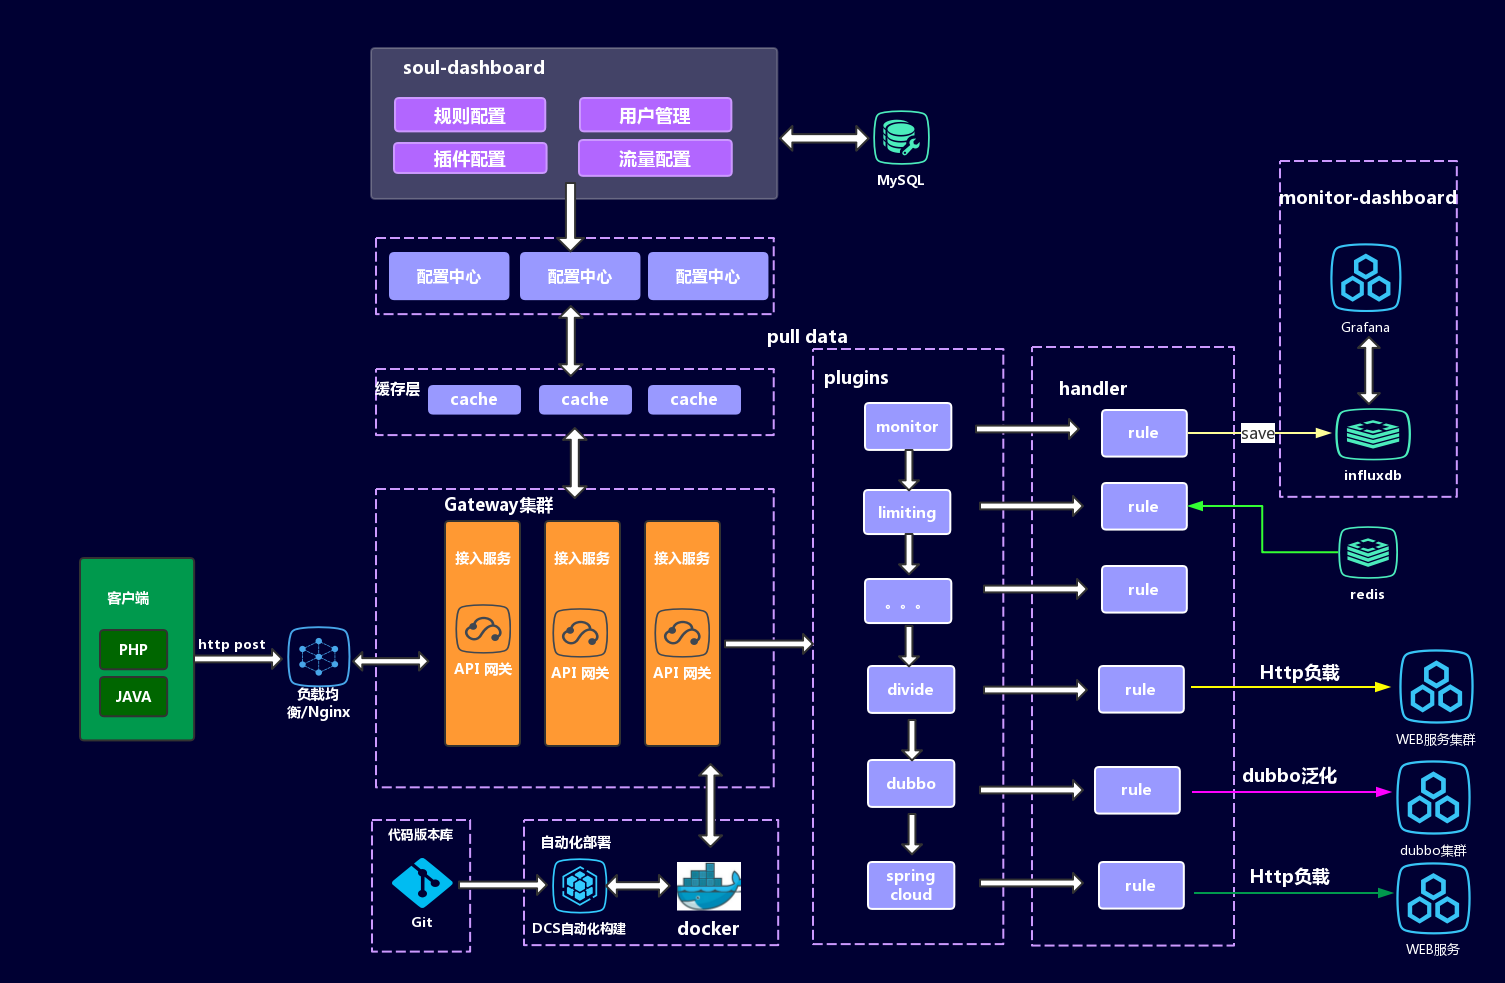 soul-dashboard
规则配置
用户管理
插件配置
流量配置
MySQL
配置中心
配置中心
配置中心
pull data
缓存层
cache
cache
cache
Gateway集群
接入服务
接入服务
接入服务
API 网关
API 网关
API 网关
客户端
PHP
JAVA
http post
负载均
衡/Nginx
代码版本库
Git
自动化部署
DCS自动化构建
docker
plugins
monitor
limiting
。。。
divide
dubbo
spring
cloud
handler
rule
rule
rule
rule
rule
rule
save
monitor-dashboard
Grafana
influxdb
redis
Http负载
WEB服务集群
dubbo泛化
dubbo集群
Http负载
WEB服务